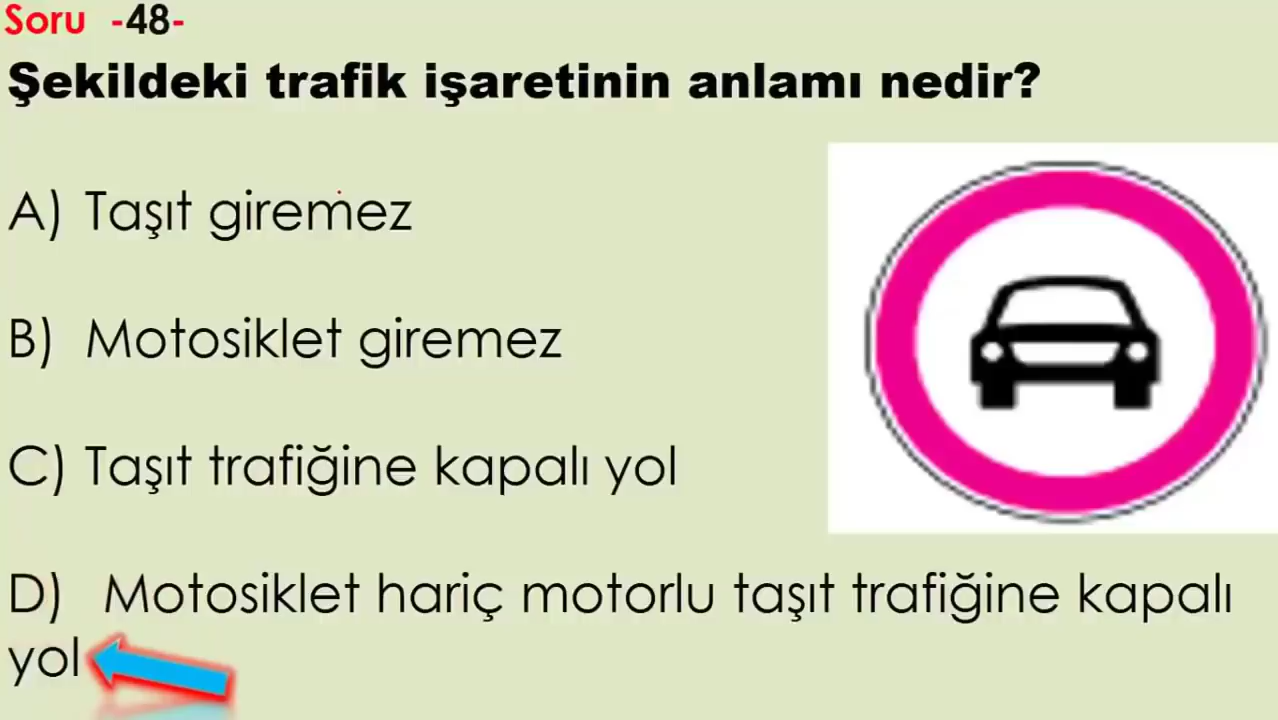 Soru -48-
Şekildeki trafik işaretinin anlamı nedir?
A) Taşıt giremez
B) Motosiklet giremez
C) Taşıt trafiğine kapalı yol
D) Motosiklet hariç motorlu taşıt trafiğine kapalı
yol